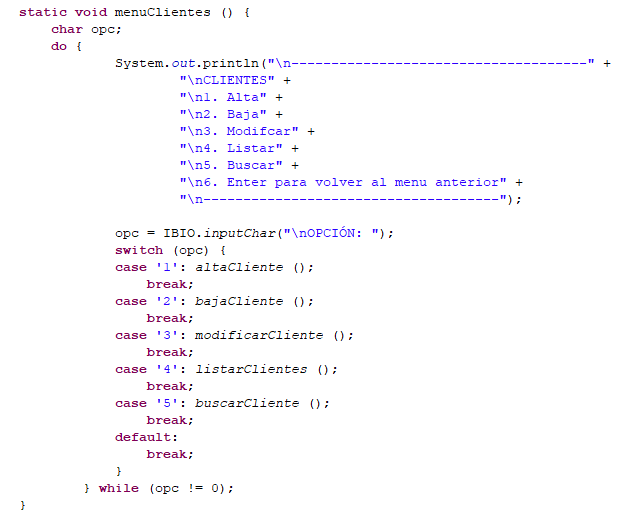 static void menuClientes () {
char opc;
do {
System.out.println("\n-------------------------------------" +
"\nCLIENTES" +
"\n1. Alta" +
"\n2. Baja" +
"\n3. Modifcar" +
"\n4. Listar" +
"\n5. Buscar" +
"\n6. Enter para volver al menu anterior" +
"\n-------------------------------------");
opc = IBIO.inputChar("\nOPCIÓN: ");
switch (opc) {
case '1': altaCliente ();
break;
case '2': bajaCliente ();
break;
case '3': modificarCliente ();
break;
case '4': listarClientes ();
break;
case '5': buscarCliente ();
break;
default:
break;
}
} while (opc != 0);
}